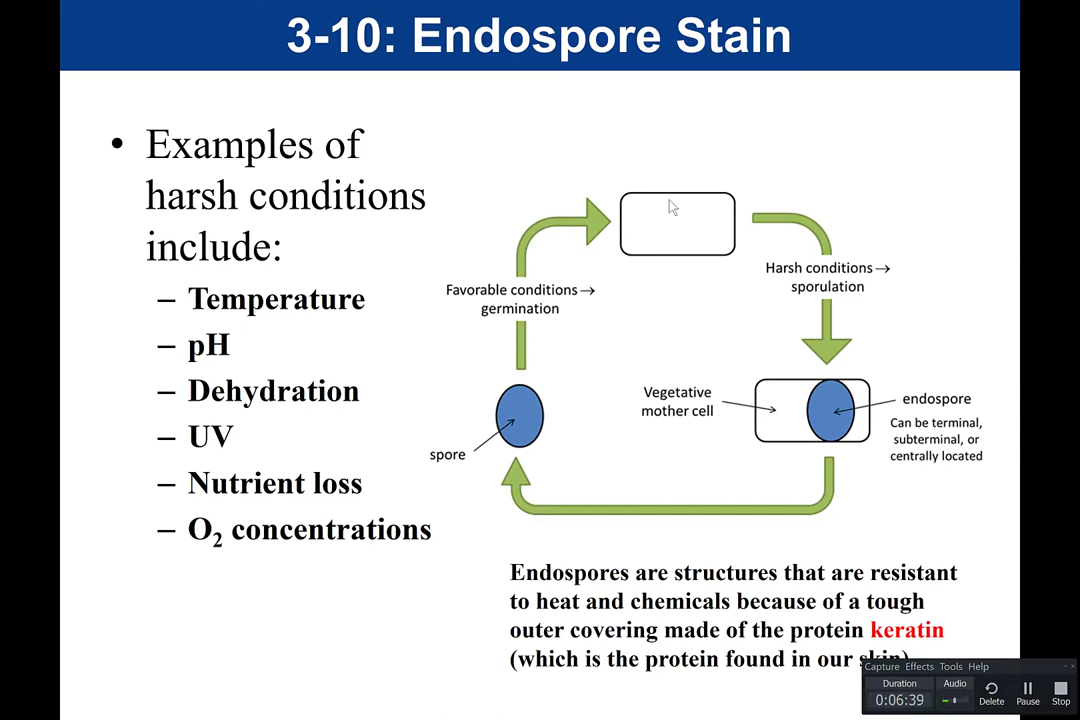 3-10: Endospore Stain
• Examples of
harsh conditions
include:
– Temperature
– pH
– Dehydration
– UV
– Nutrient loss
– O₂ concentrations
Favorable conditions→
germination
Harsh conditions→
sporulation
Vegetative
mother cell
endospore
Can be terminal,
subterminal, or
centrally located
spore
Endospores are structures that are resistant
to heat and chemicals because of a tough
outer covering made of the protein keratin
(which is the protein found in our skin)
Capture Effects Tools Help
Duration
0:06:39
Audio
Delete
Pause
Stop